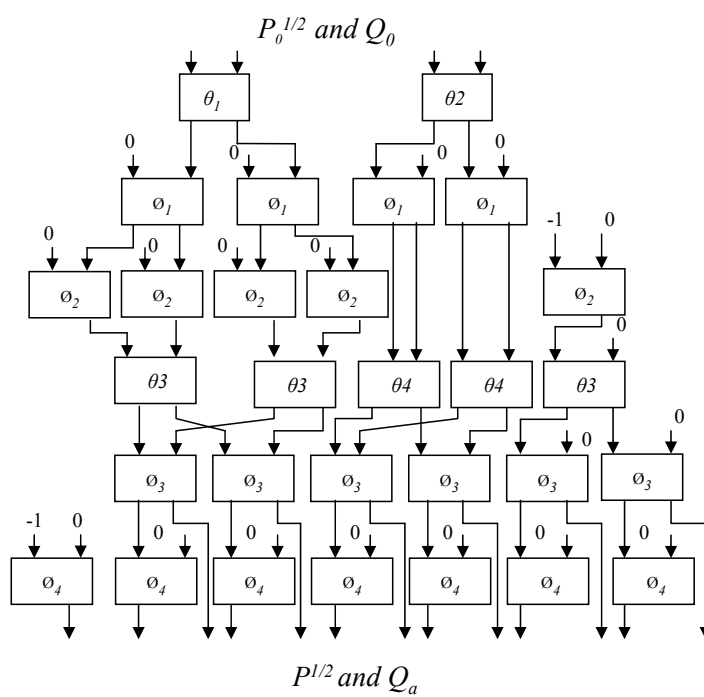 P₀^1/2 and Q₀
θ₁ θ2
0 0 0 0
ø₁ ø₁ ø₁ ø₁
-1 0
0 0 0 0
ø₂ ø₂ ø₂ ø₂ ø₂
0
θ3 θ3 θ4 θ4 θ3
0
0
ø₃ ø₃ ø₃ ø₃ ø₃ ø₃
-1 0 0 0 0 0 0 0
ø₄ ø₄ ø₄ ø₄ ø₄ ø₄ ø₄
P^1/2 and Qₐ